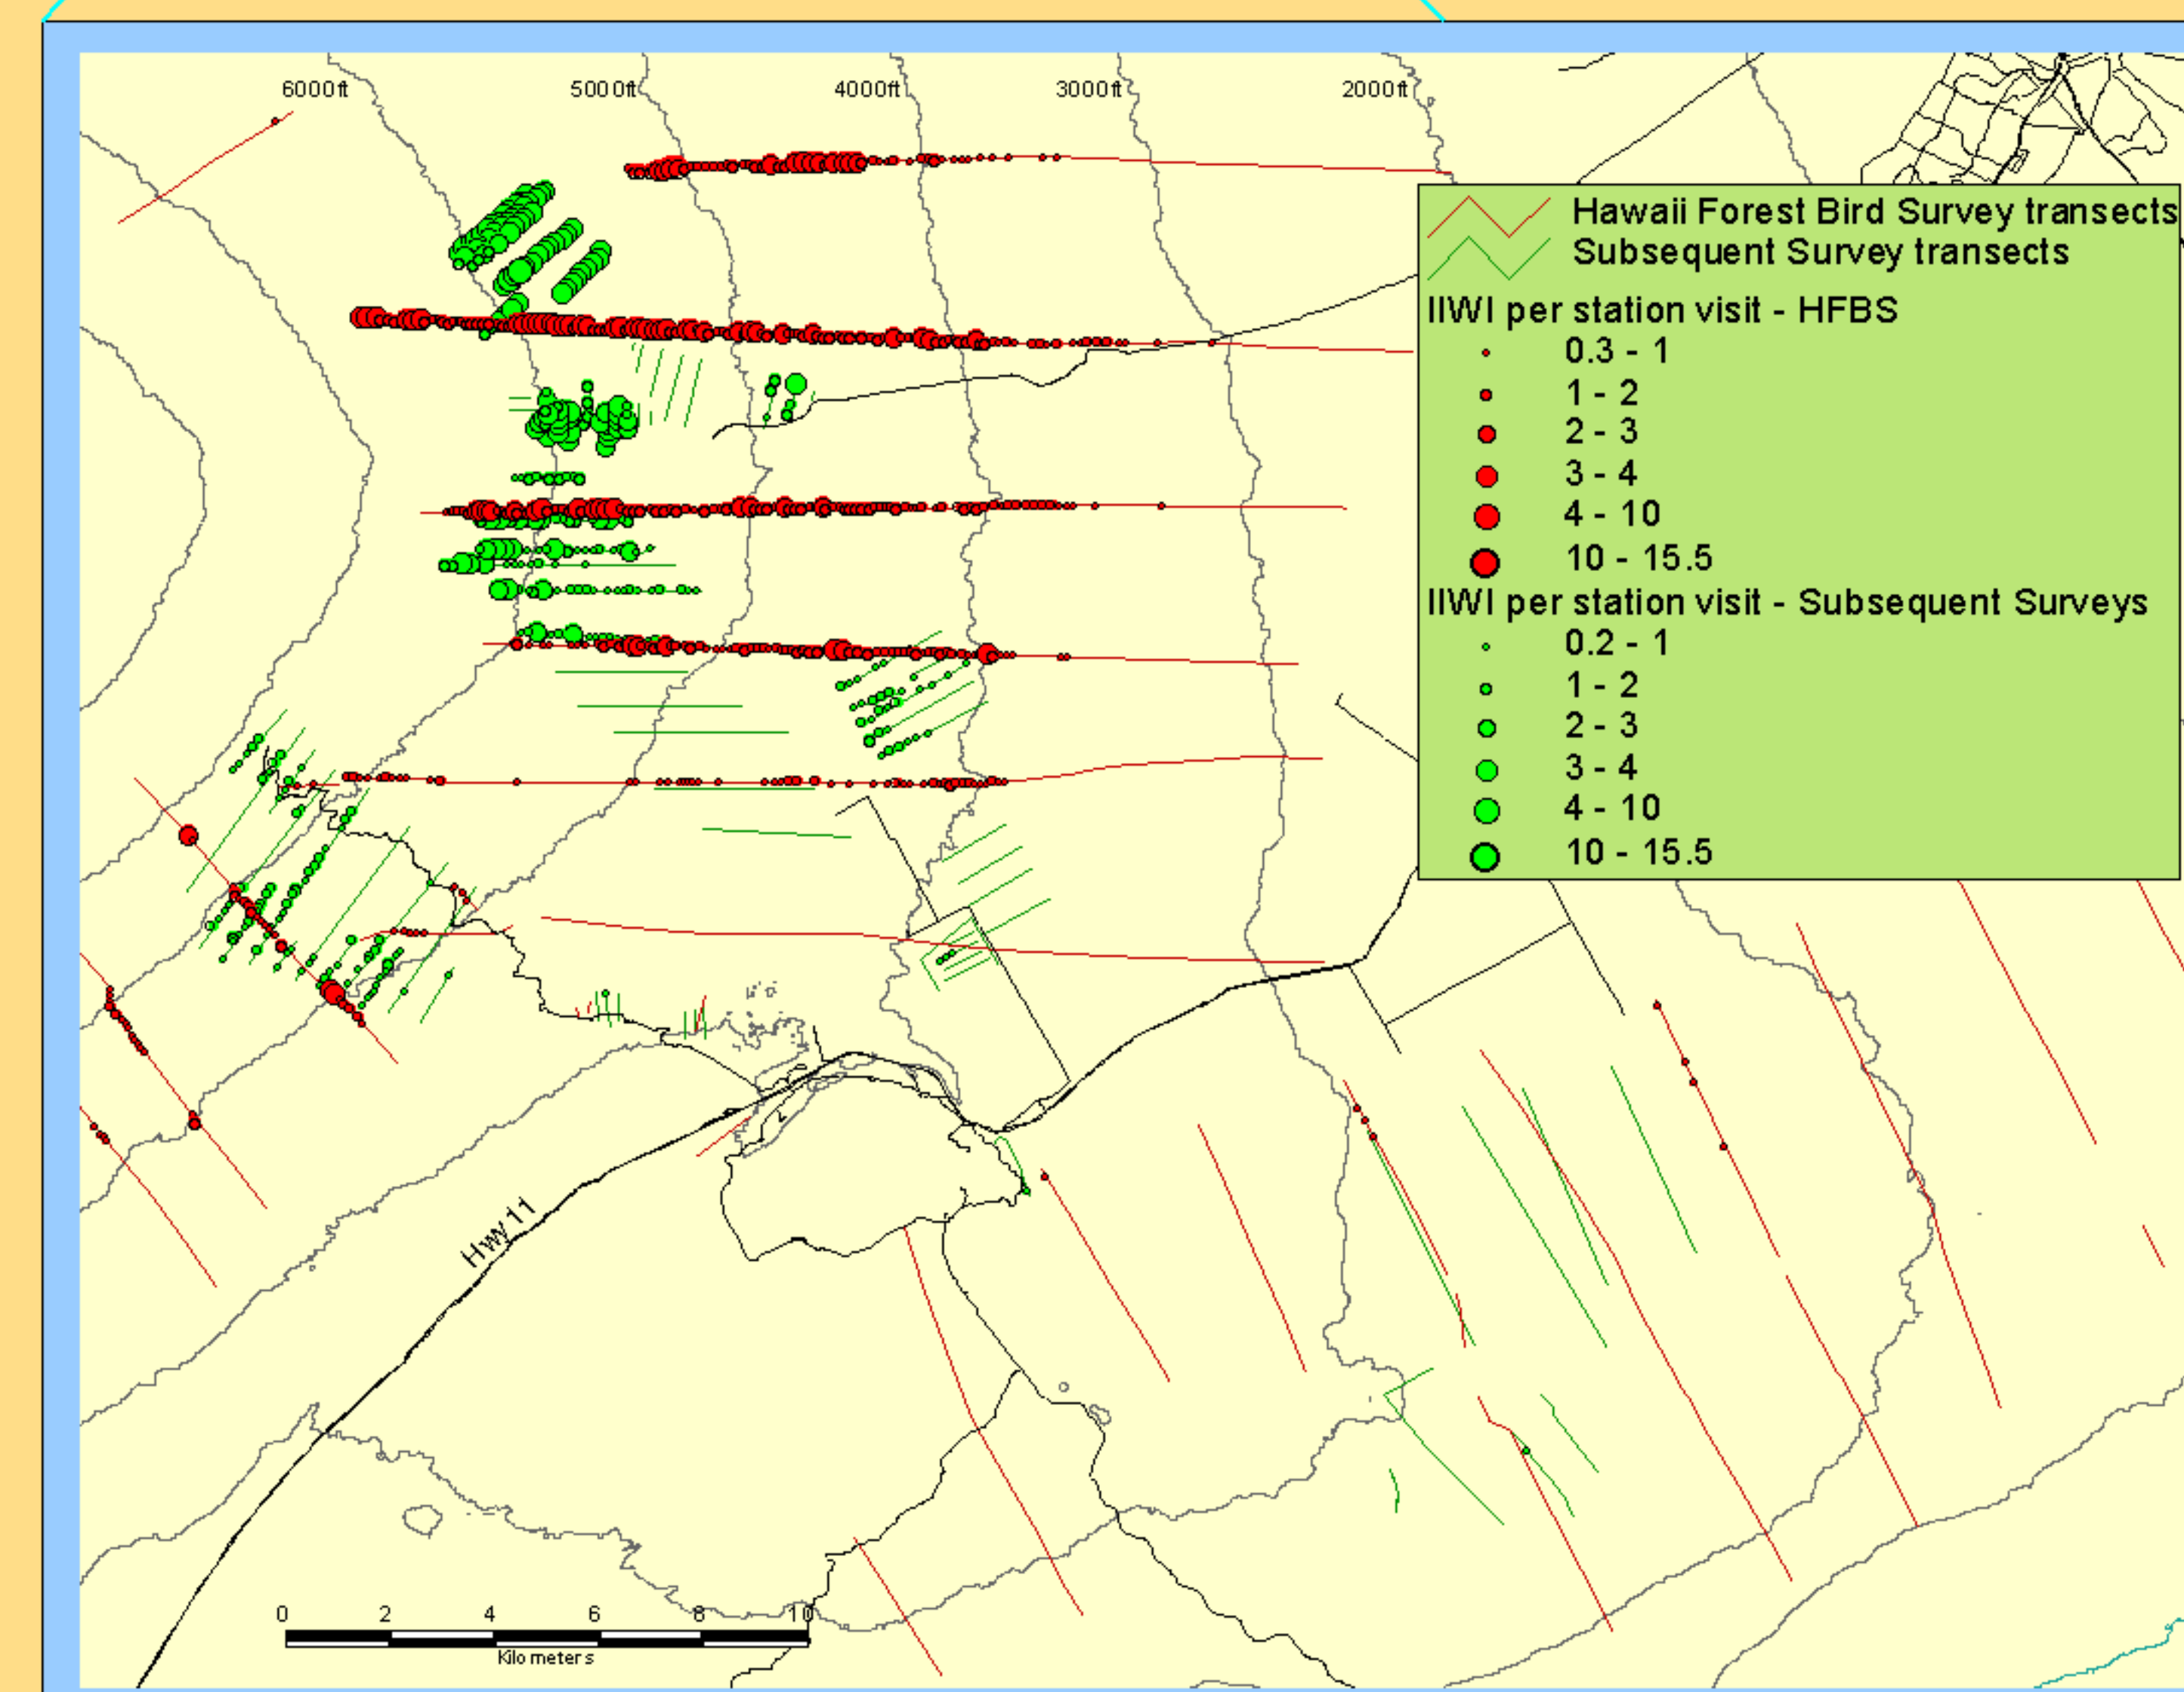 6000ft 5000ft 4000ft 3000ft 2000ft
Hawaii Forest Bird Survey transects
Subsequent Survey transects
IIWI per station visit - HFBS
0.3 - 1
1 - 2
2 - 3
3 - 4
4 - 10
10 - 15.5
IIWI per station visit - Subsequent Surveys
0.2 - 1
1 - 2
2 - 3
3 - 4
4 - 10
10 - 15.5
Hwy 11
0 2 4 6 8 10
Kilometers